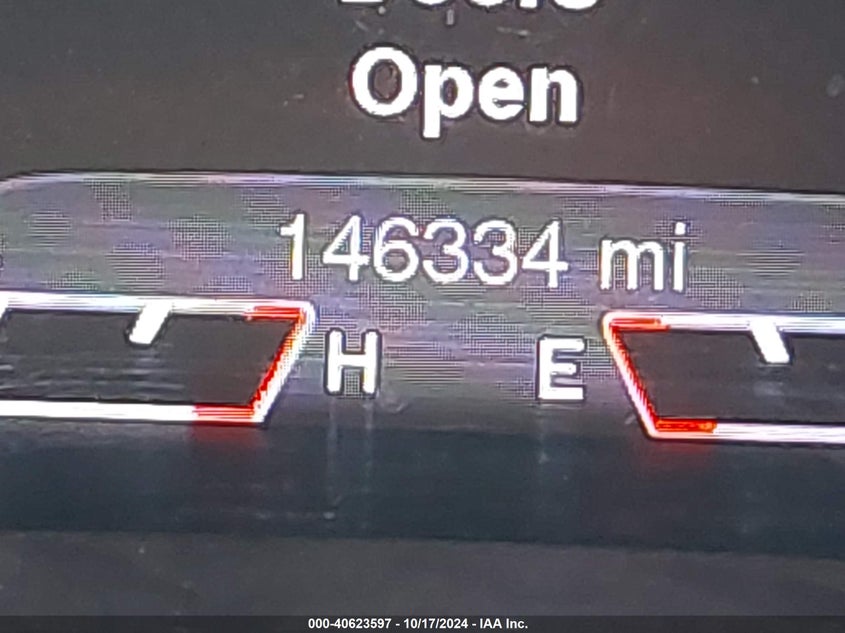 Open
146334 mi
H E
000-40623597 - 10/17/2024 - IAA Inc.